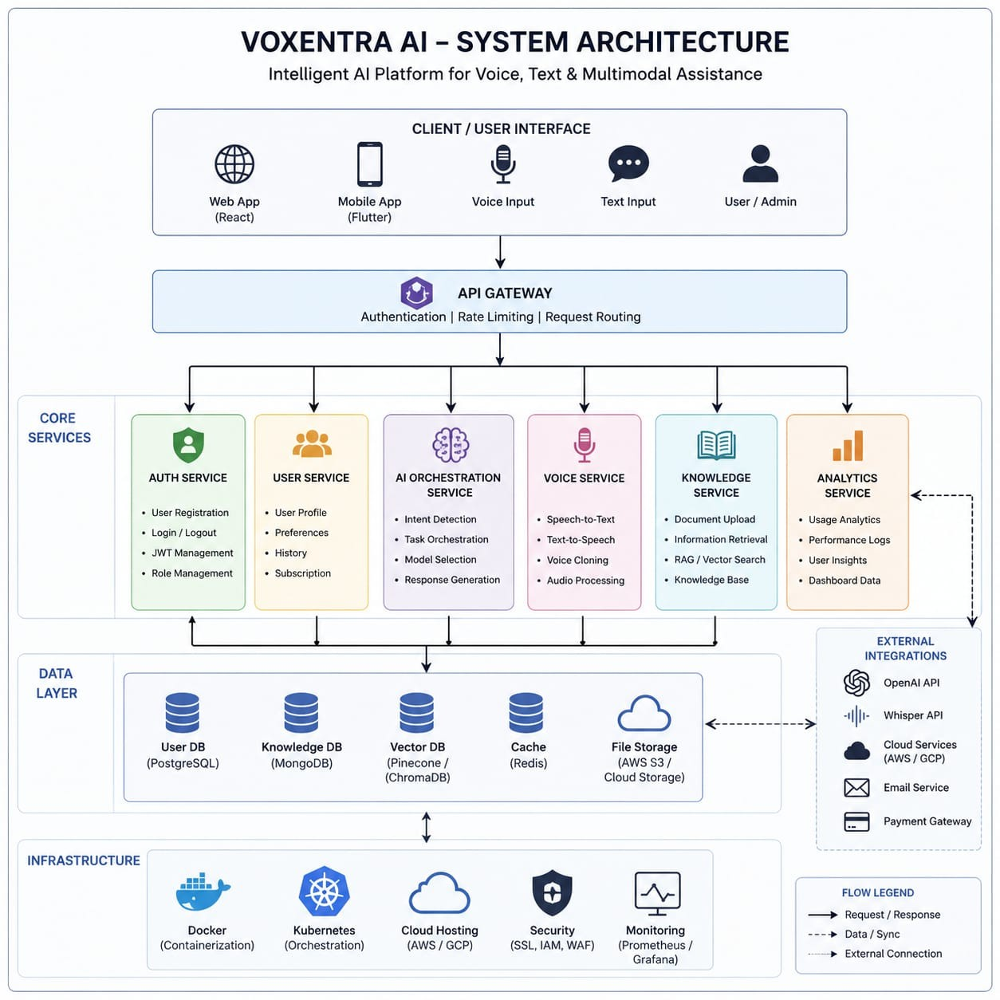 VOXENTRA AI – SYSTEM ARCHITECTURE
Intelligent AI Platform for Voice, Text & Multimodal Assistance
CLIENT / USER INTERFACE
Web App
(React)
Mobile App
(Flutter)
Voice Input
Text Input
User / Admin
API GATEWAY
Authentication | Rate Limiting | Request Routing
CORE
SERVICES
AUTH SERVICE
• User Registration
• Login / Logout
• JWT Management
• Role Management
USER SERVICE
• User Profile
• Preferences
• History
• Subscription
AI ORCHESTRATION
SERVICE
• Intent Detection
• Task Orchestration
• Model Selection
• Response Generation
VOICE SERVICE
• Speech-to-Text
• Text-to-Speech
• Voice Cloning
• Audio Processing
KNOWLEDGE
SERVICE
• Document Upload
• Information Retrieval
• RAG / Vector Search
• Knowledge Base
ANALYTICS
SERVICE
• Usage Analytics
• Performance Logs
• User Insights
• Dashboard Data
DATA
LAYER
User DB
(PostgreSQL)
Knowledge DB
(MongoDB)
Vector DB
(Pinecone /
(ChromaDB)
Cache
(Redis)
File Storage
(AWS S3 /
Cloud Storage)
EXTERNAL
INTEGRATIONS
OpenAI API
Whisper API
Cloud Services
(AWS / GCP)
Email Service
Payment Gateway
INFRASTRUCTURE
Docker
(Containerization)
Kubernetes
(Orchestration)
Cloud Hosting
(AWS / GCP)
Security
(SSL, IAM, WAF)
Monitoring
(Prometheus /
Grafana)
FLOW LEGEND
Request / Response
Data / Sync
External Connection